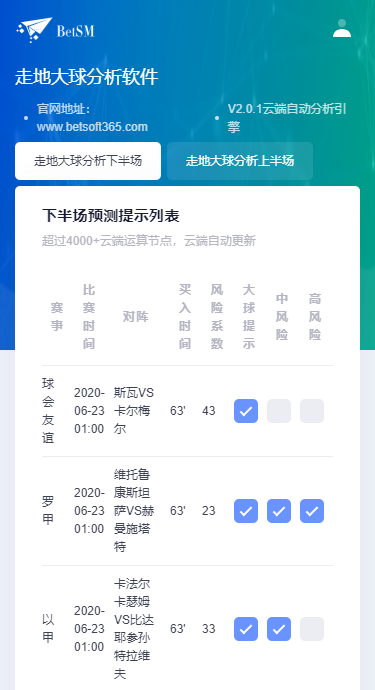 BetSM
走地大球分析软件
官网地址:
www.betsoft365.com
V2.0.1云端自动分析引
擎
走地大球分析下半场
走地大球分析上半场
下半场预测提示列表
超过4000+云端运算节点，云端自动更新
赛
事
比
赛
时
间
对阵
买
入
时
间
风
险
系
数
大
球
提
示
中
风
险
高
风
险
球
会
友
谊
2020-
06-23
01:00
斯瓦VS
卡尔梅
尔
63'
43
罗
甲
2020-
06-23
01:00
维托鲁
康斯坦
萨VS赫
曼施塔
特
63'
23
以
甲
2020-
06-23
01:00
卡法尔
卡瑟姆
VS比达
耶参孙
特拉维
夫
63'
33